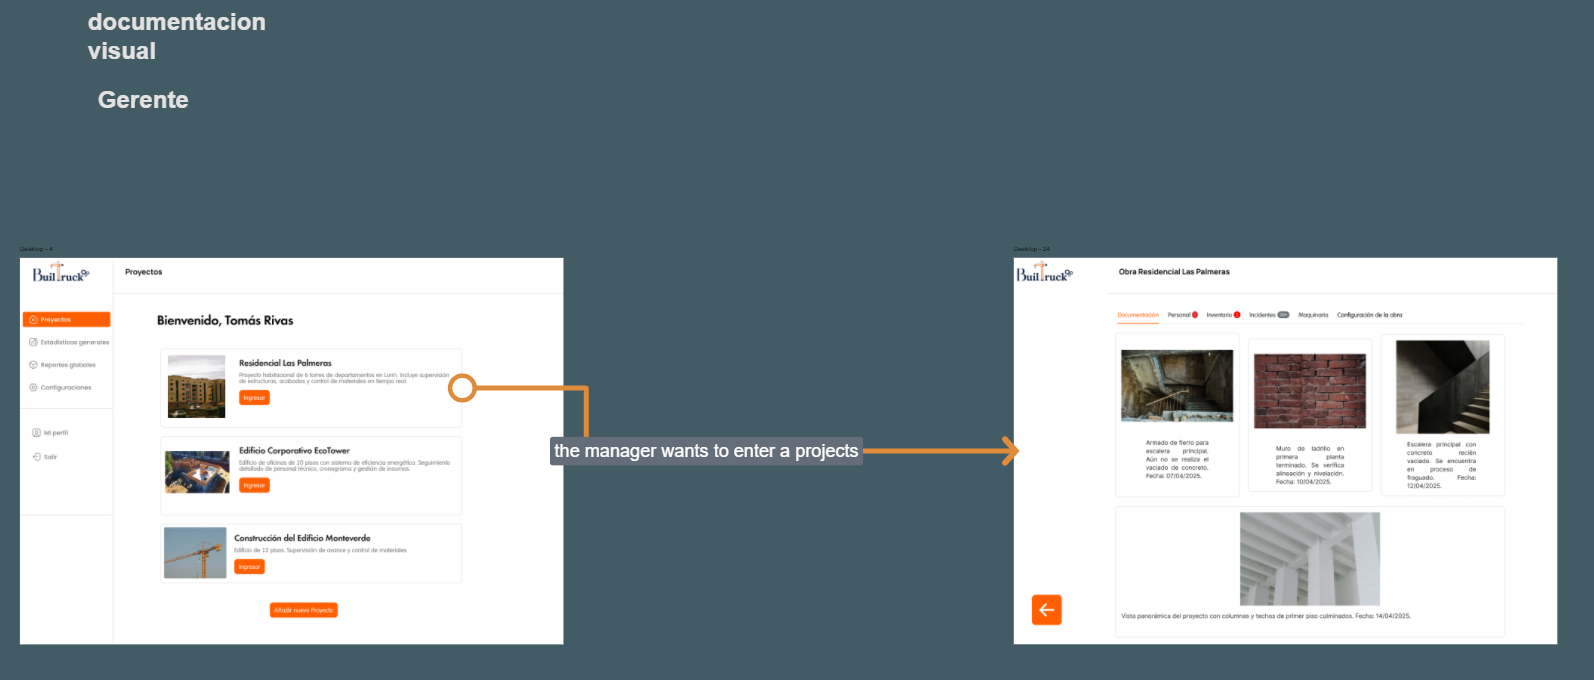 documentacion
visual
Gerente
Desktop - 4
BuilTruck
Proyectos
Proyectos
Estadísticas generales
Reportes globales
Configuraciones
Mi perfil
Salir
Bienvenido, Tomás Rivas
Residencial Las Palmeras
Proyecto habitacional de 6 torres de departamentos en Lurín. Incluye supervisión
de estructuras, acabados y control de materiales en tiempo real.
Ingresar
Edificio Corporativo EcoTower
Edificio de oficinas de 10 pisos con sistema de eficiencia energética. Seguimiento
detallado de personal técnico, cronograma y gestión de insumos.
Ingresar
Construcción del Edificio Monteverde
Edificio de 12 pisos. Supervisión de avance y control de materiales
Ingresar
Añadir nuevo Proyecto
the manager wants to enter a projects
Desktop - 24
BuilTruck
Obra Residencial Las Palmeras
Documentación Personal Inventario Incidentes Maquinaria Configuración de la obra
Armado de fierro para
escalera principal.
Aún no se realiza el
vaciado de concreto.
Fecha: 07/04/2025.
Muro de ladrillo en
primera planta
terminado. Se verifica
alineación y nivelación.
Fecha: 10/04/2025.
Escalera principal con
concreto recién
vaciado. Se encuentra
en proceso de
fraguado. Fecha:
12/04/2025.
Vista panorámica del proyecto con columnas y techos de primer piso culminados. Fecha: 14/04/2025.